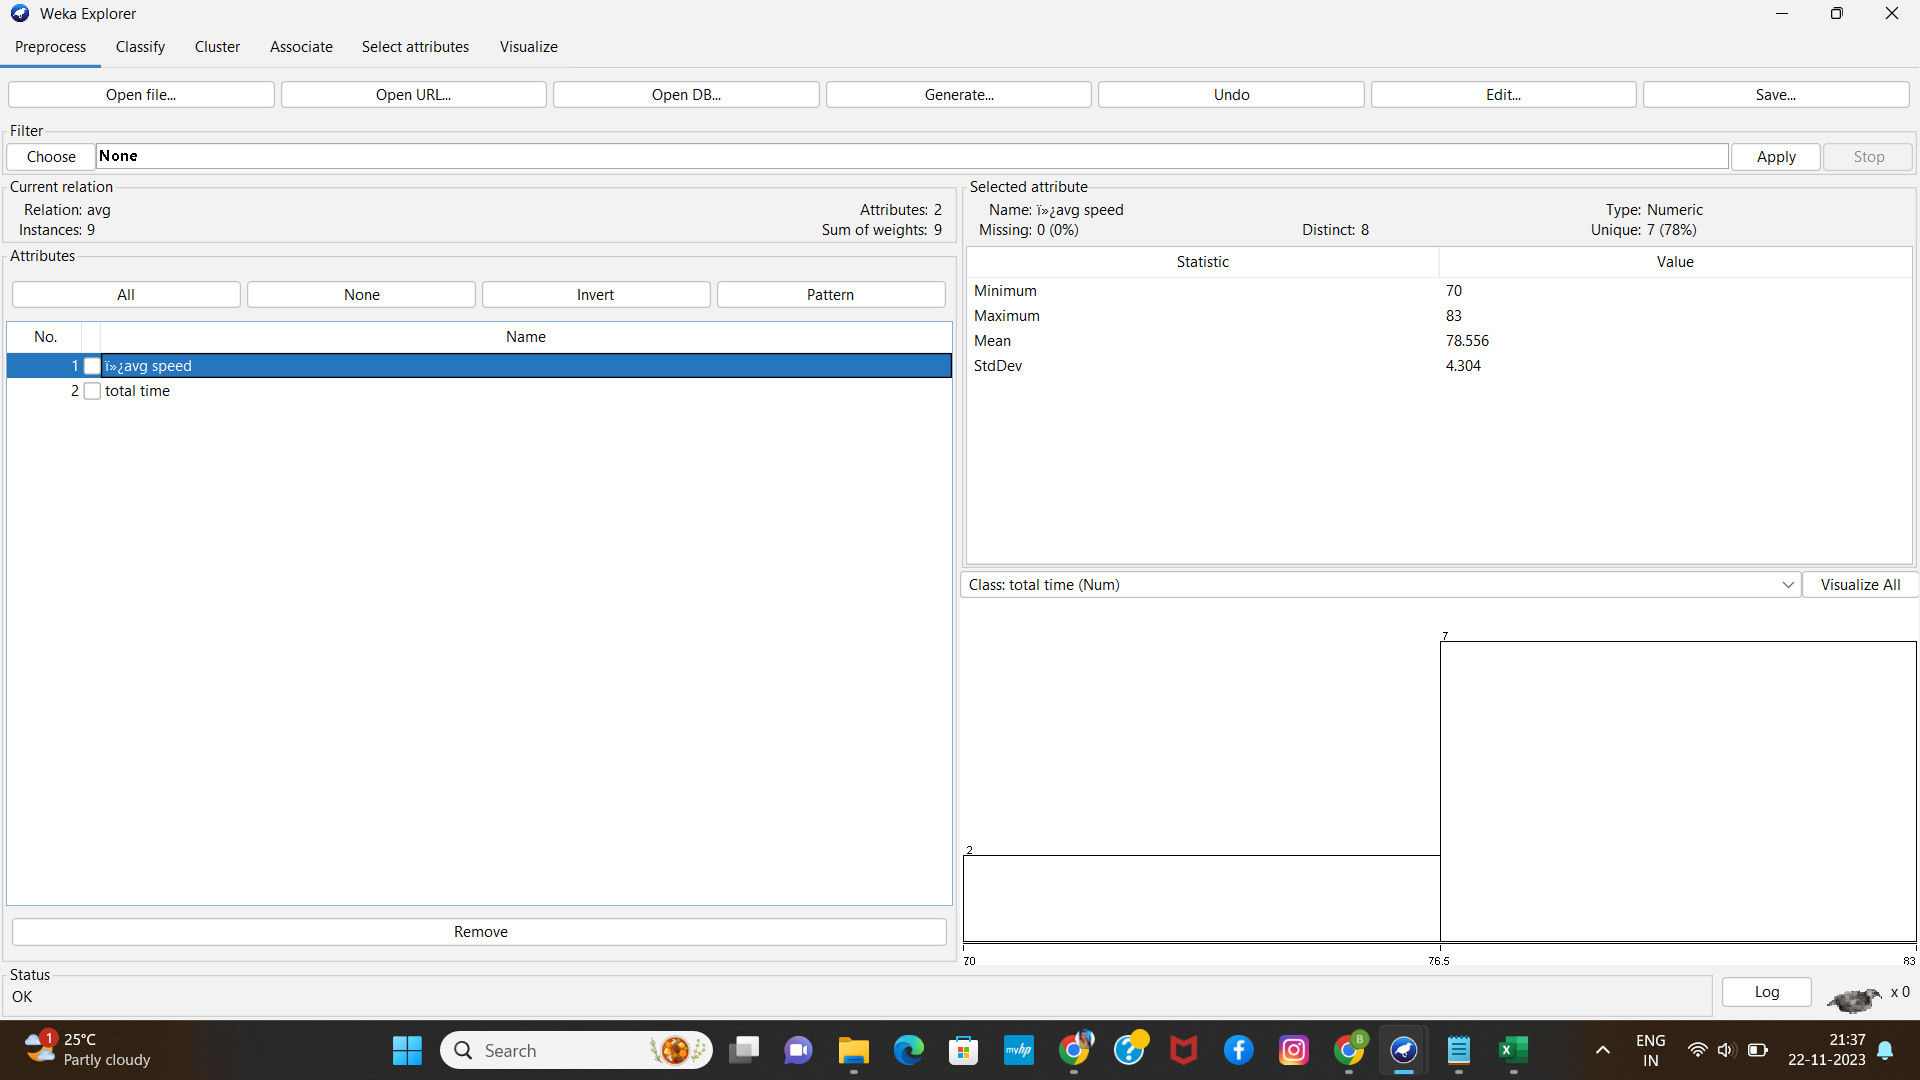 Weka Explorer
Preprocess Classify Cluster Associate Select attributes Visualize
Open file... Open URL... Open DB... Generate... Undo Edit... Save...
Filter
Choose None Apply Stop
Current relation
Relation: avg Attributes: 2
Instances: 9 Sum of weights: 9
Attributes
All None Invert Pattern
No. Name
1 ï»¿avg speed
2 total time
Remove
Selected attribute
Name: ï»¿avg speed Type: Numeric
Missing: 0 (0%) Distinct: 8 Unique: 7 (78%)
Statistic Value
Minimum 70
Maximum 83
Mean 78.556
StdDev 4.304
Class: total time (Num) Visualize All
7
2
70 76.5 83
Status
OK
Log x 0
1 25°C
Partly cloudy
Search
myhp
B
X
ENG
IN
21:37
22-11-2023